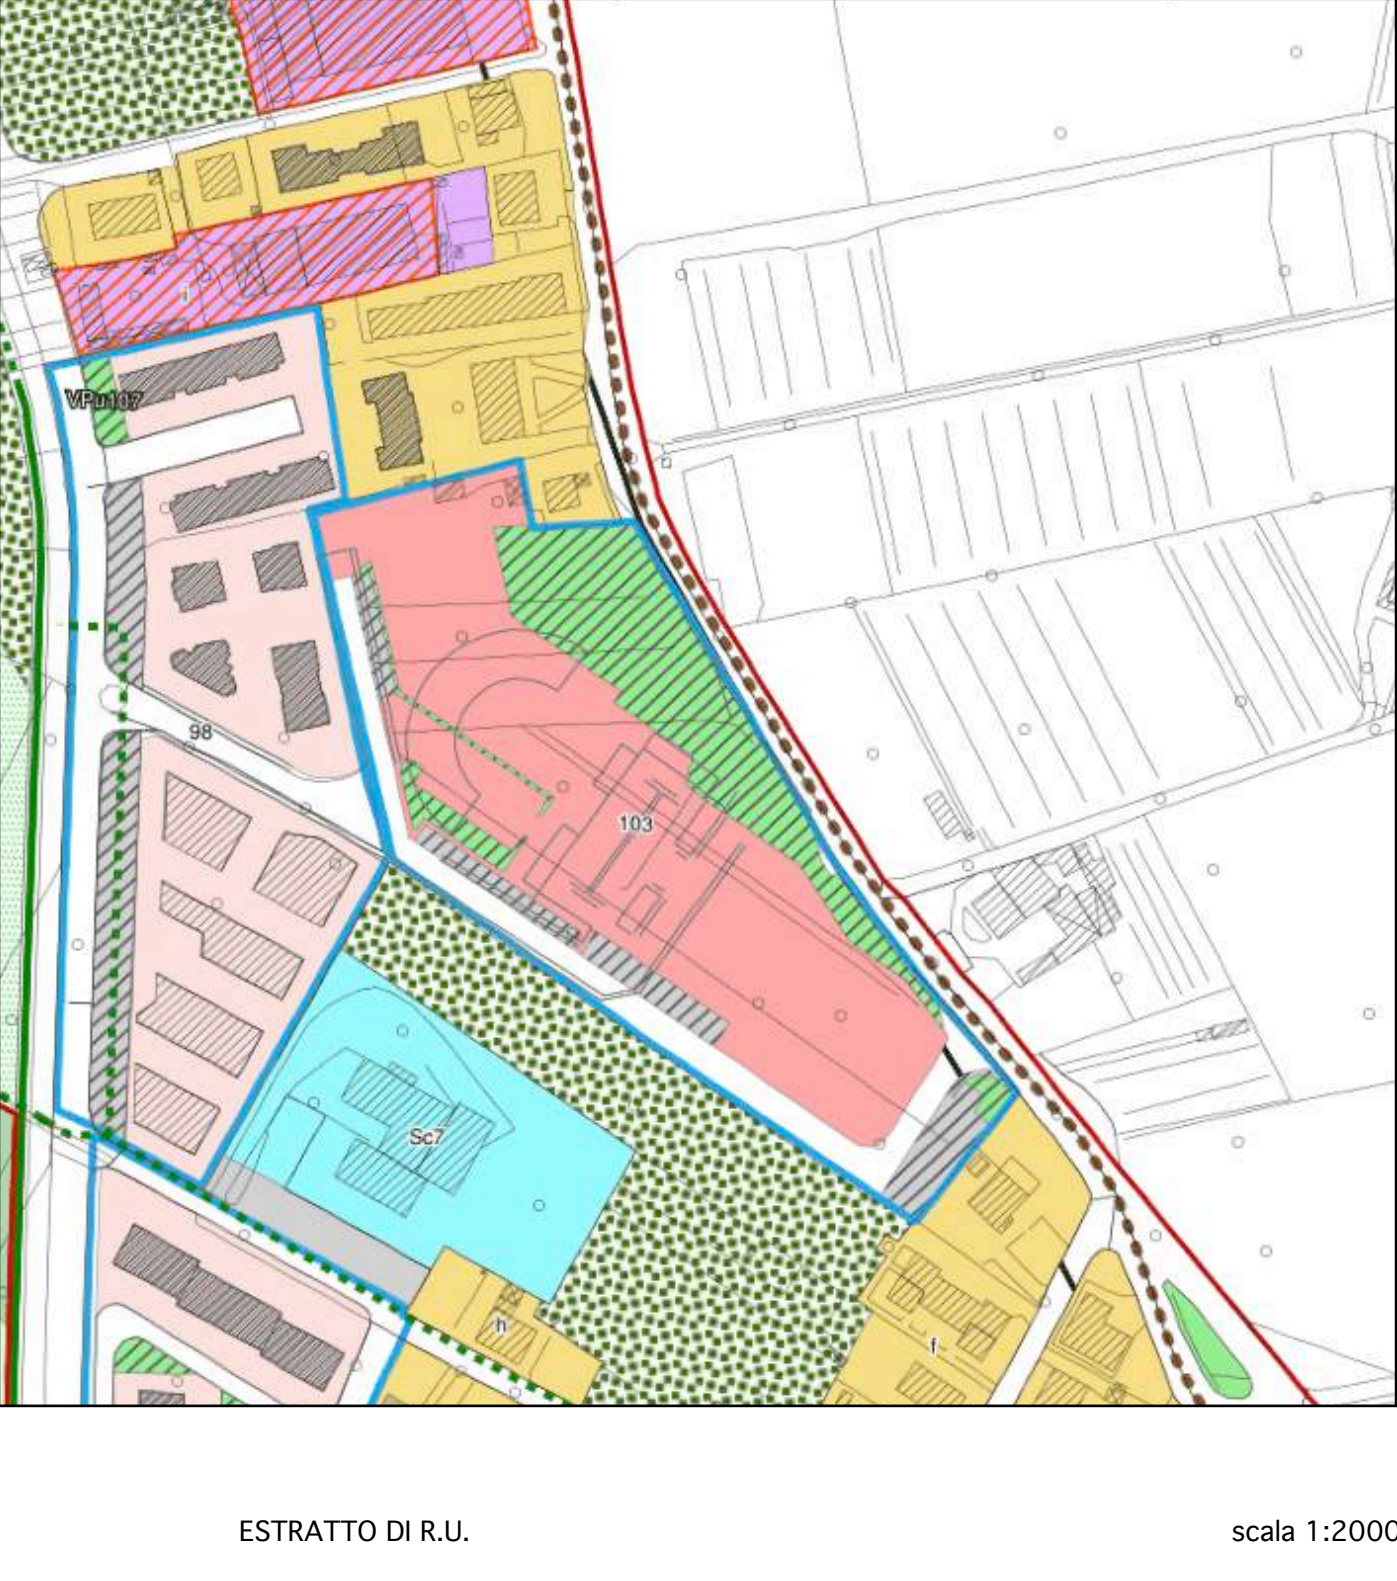 i
VPu107
98
103
Sc7
h
f
ESTRATTO DI R.U.
scala 1:2000